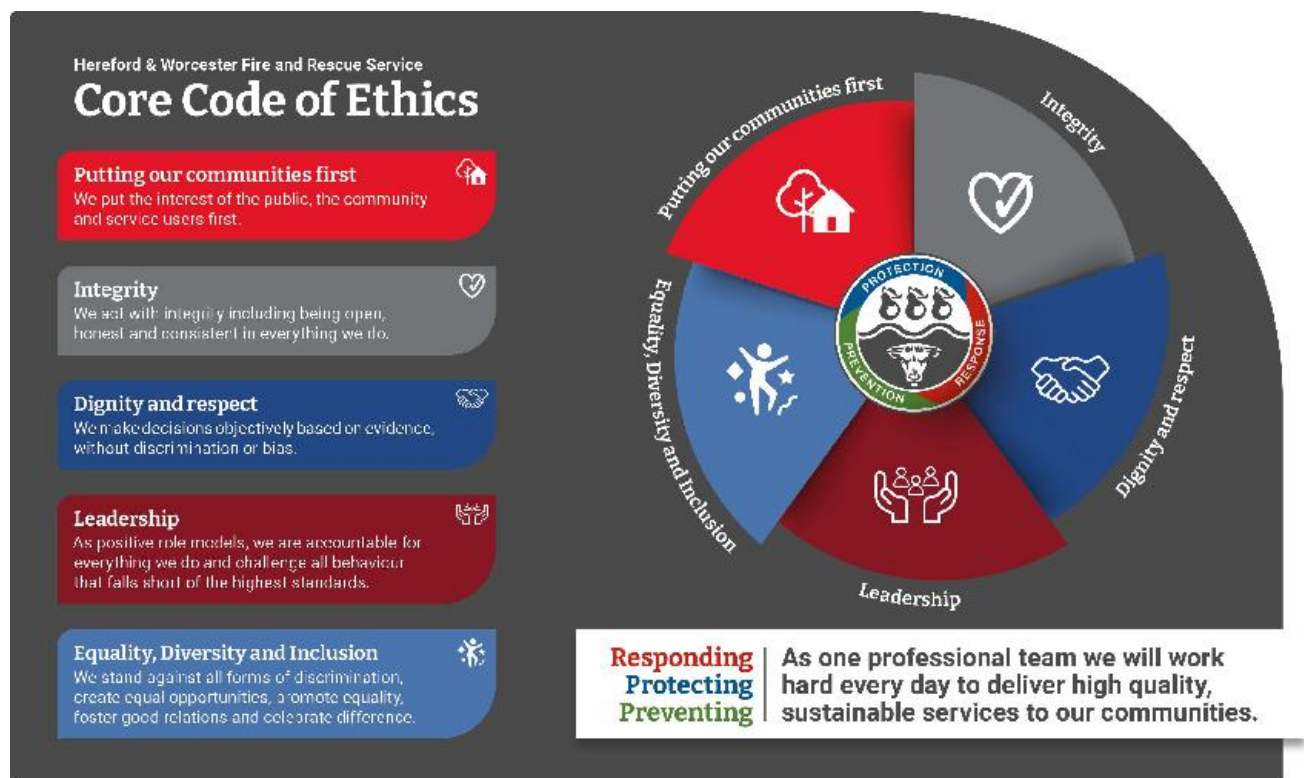 Hereford & Worcester Fire and Rescue Service
Core Code of Ethics
Putting our communities first
We put the interest of the public, the community
and service users first.
Integrity
We act with integrity including being open,
honest and consistent in everything we do.
Dignity and respect
We make decisions objectively based on evidence,
without discrimination or bias.
Leadership
As positive role models, we are accountable for
everything we do and challenge all behaviour
that falls short of the highest standards.
Equality, Diversity and Inclusion
We stand against all forms of discrimination,
create equal opportunities, promote equality,
foster good relations and celebrate difference.
Putting our communities first
Integrity
Dignity and respect
Leadership
Equality, Diversity and Inclusion
PROTECTION
RESPONSE
PREVENTION
Responding
Protecting
Preventing
As one professional team we will work
hard every day to deliver high quality,
sustainable services to our communities.